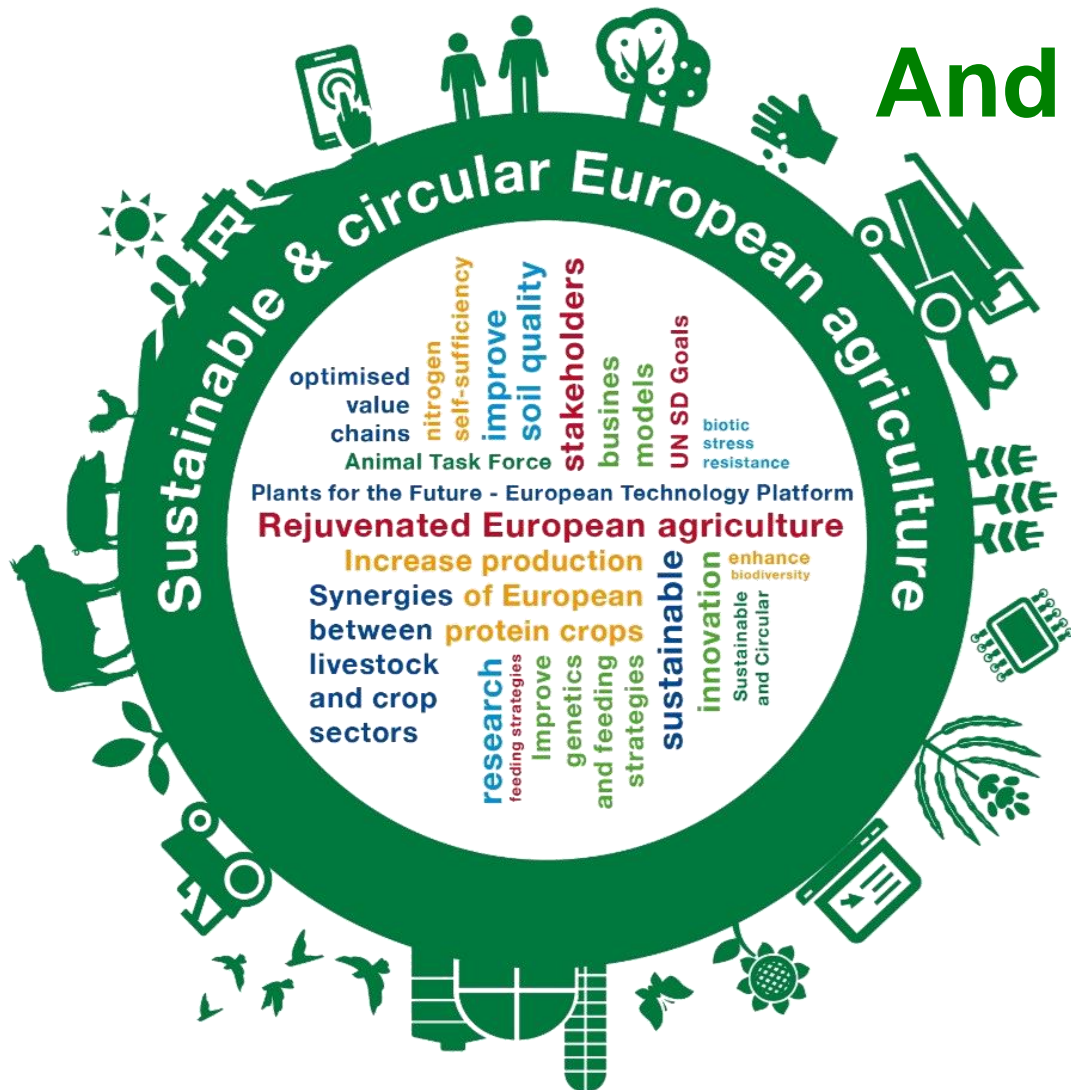 And
Sustainable & circular European agriculture
optimised
value
chains
nitrogen
self-sufficiency
improve
soil quality
stakeholders
busines
models
UN SD Goals
biotic
stress
resistance
Animal Task Force
Plants for the Future - European Technology Platform
Rejuvenated European agriculture
Increase production
of European
protein crops
Synergies
between
livestock
and crop
sectors
research
feeding strategies
Improve
genetics
and feeding
strategies
sustainable
innovation
enhance
biodiversity
Sustainable
and Circular